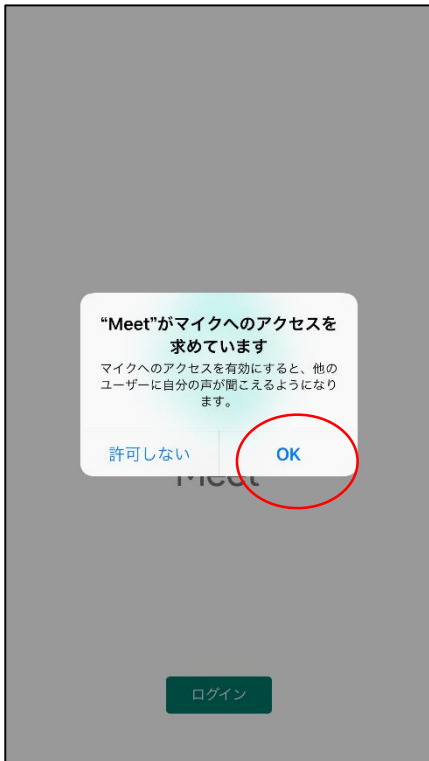 “Meet”がマイクへのアクセスを
求めています
マイクへのアクセスを有効にすると、他の
ユーザーに自分の声が聞こえるようになり
ます。
許可しない
OK
Meet
ログイン